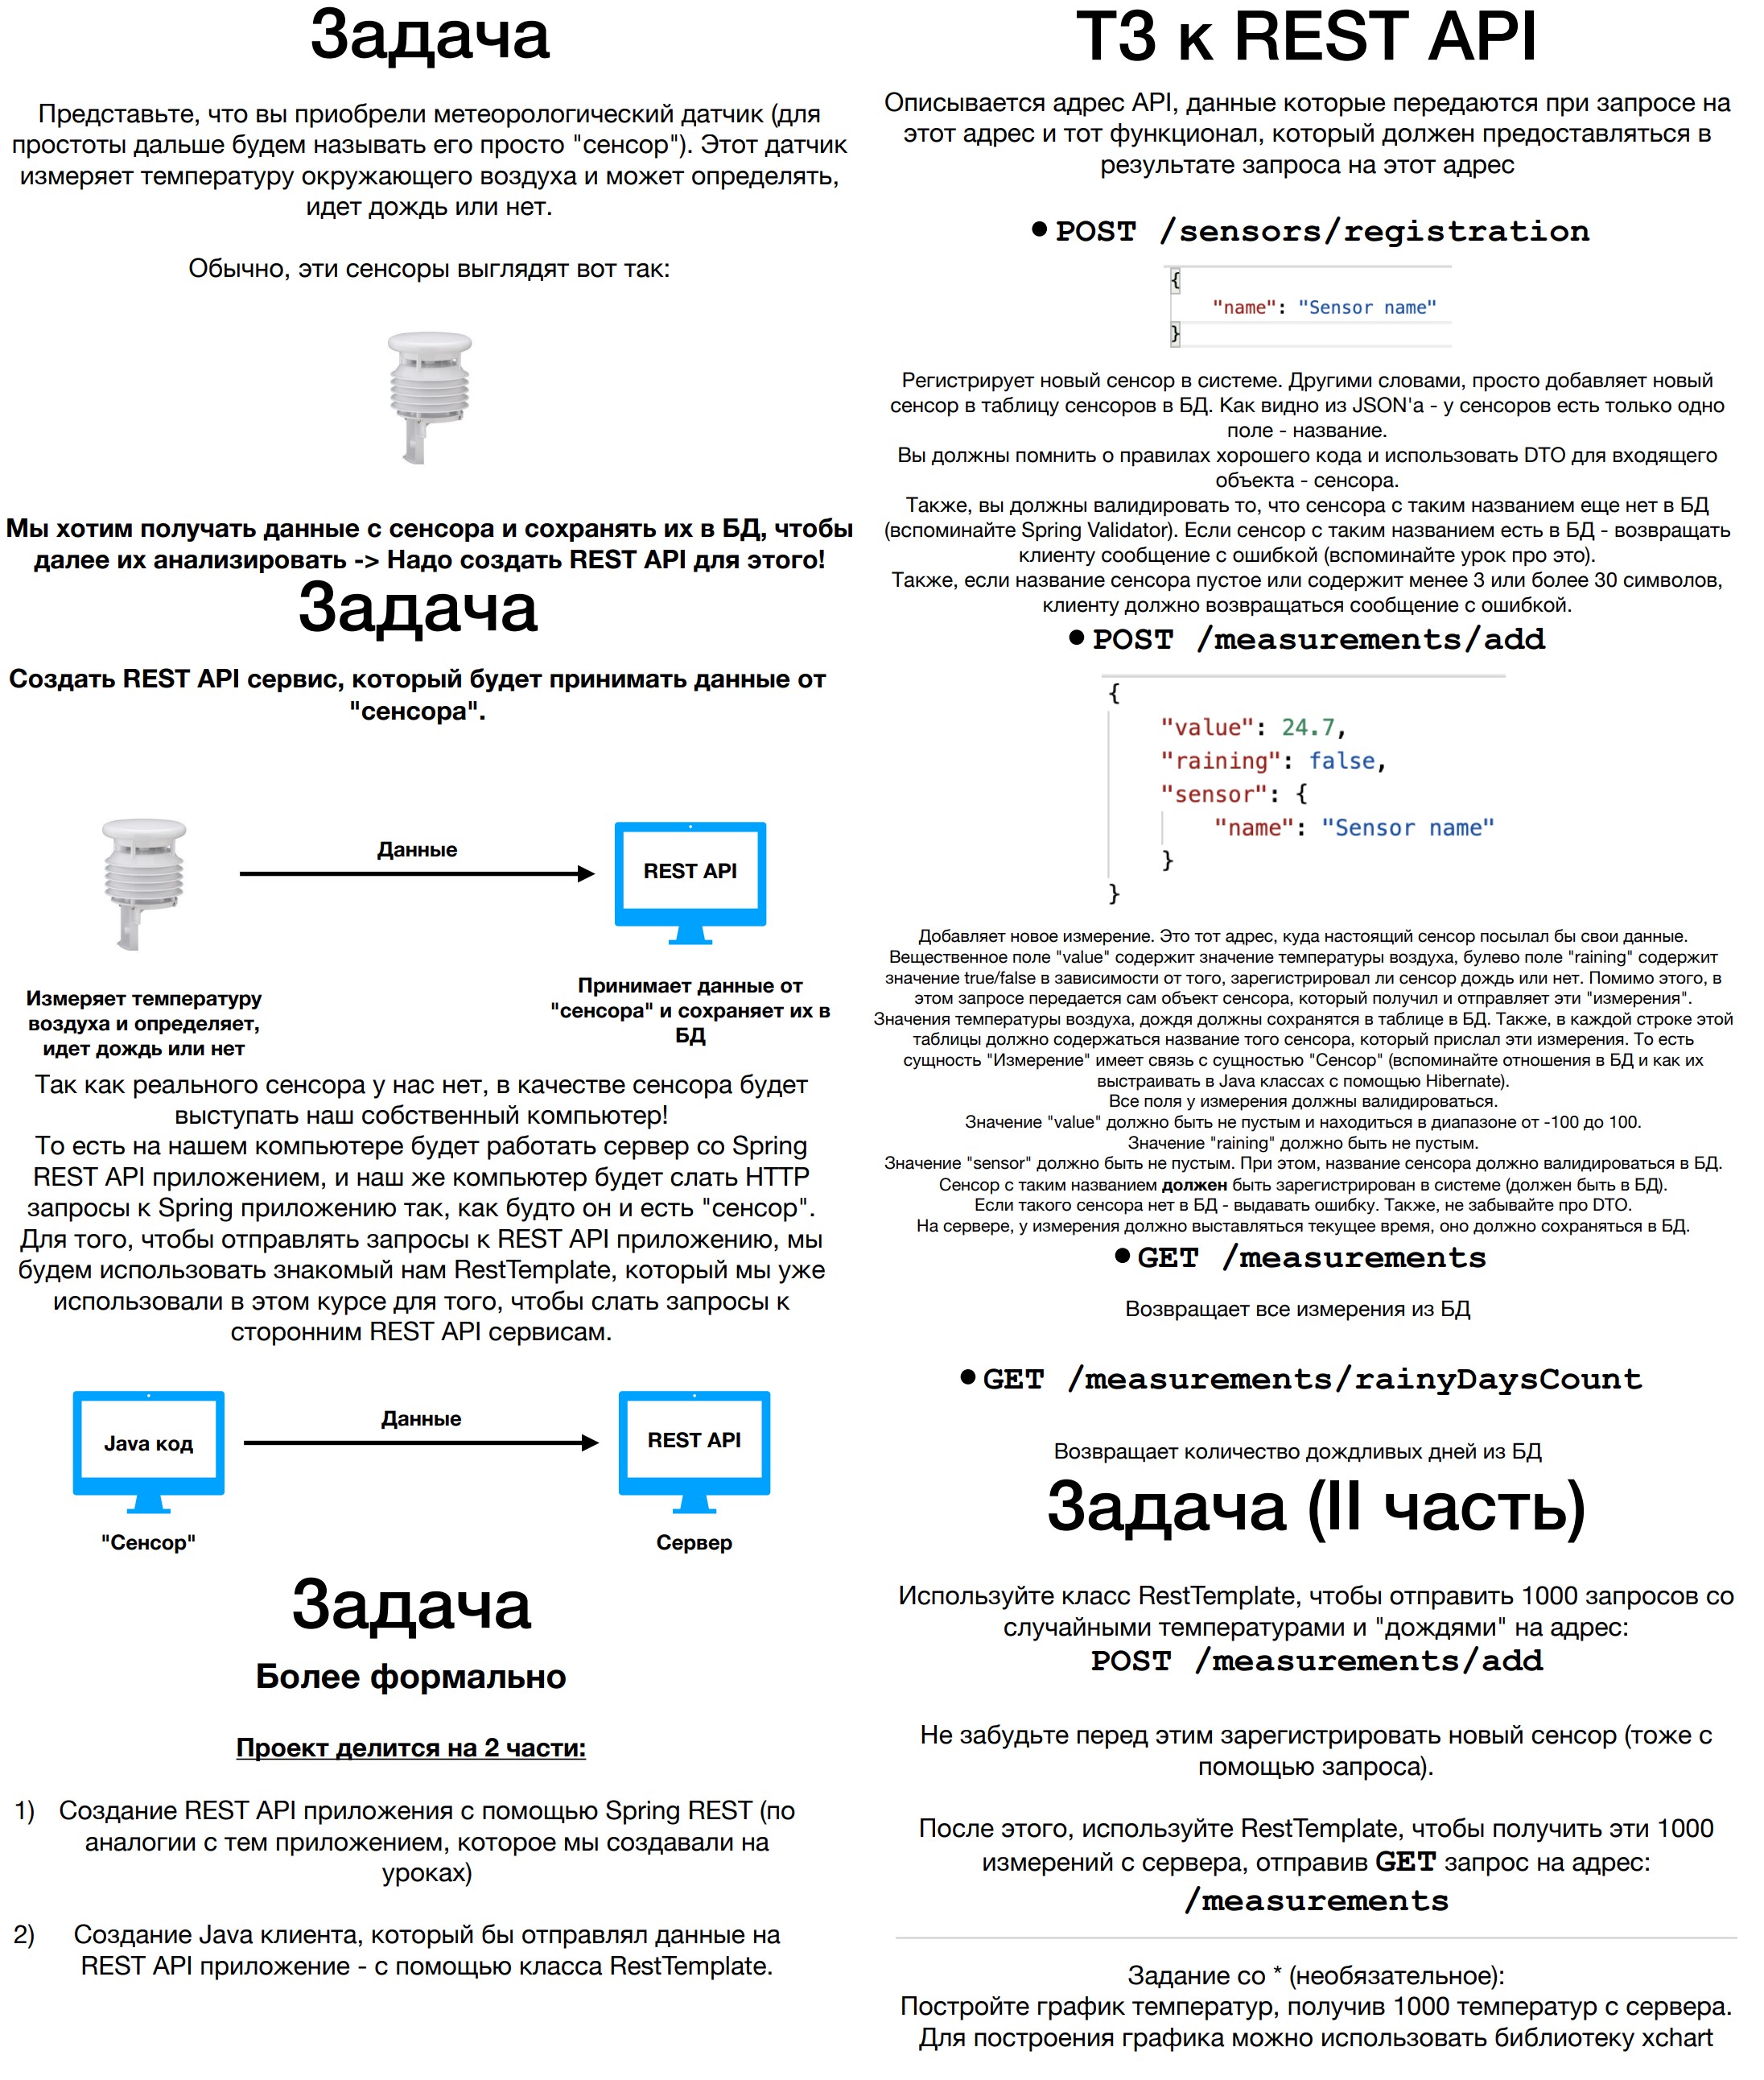 Задача
Представьте, что вы приобрели метеорологический датчик (для
простоты дальше будем называть его просто "сенсор"). Этот датчик
измеряет температуру окружающего воздуха и может определять,
идет дождь или нет.
Обычно, эти сенсоры выглядят вот так:
Мы хотим получать данные с сенсора и сохранять их в БД, чтобы
далее их анализировать -> Надо создать REST API для этого!
Задача
Создать REST API сервис, который будет принимать данные от
"сенсора".
Данные
REST API
Измеряет температуру
воздуха и определяет,
идет дождь или нет
Принимает данные от
"сенсора" и сохраняет их в
БД
Так как реального сенсора у нас нет, в качестве сенсора будет
выступать наш собственный компьютер!
То есть на нашем компьютере будет работать сервер со Spring
REST API приложением, и наш же компьютер будет слать HTTP
запросы к Spring приложению так, как будто он и есть "сенсор".
Для того, чтобы отправлять запросы к REST API приложению, мы
будем использовать знакомый нам RestTemplate, который мы уже
использовали в этом курсе для того, чтобы слать запросы к
сторонним REST API сервисам.
Java код
Данные
REST API
"Сенсор"
Сервер
Задача
Более формально
Проект делится на 2 части:
1) Создание REST API приложения с помощью Spring REST (по
аналогии с тем приложением, которое мы создавали на
уроках)
2) Создание Java клиента, который бы отправлял данные на
REST API приложение - с помощью класса RestTemplate.
ТЗ к REST API
Описывается адрес API, данные которые передаются при запросе на
этот адрес и тот функционал, который должен предоставляться в
результате запроса на этот адрес
• POST /sensors/registration
{
"name": "Sensor name"
}
Регистрирует новый сенсор в системе. Другими словами, просто добавляет новый
сенсор в таблицу сенсоров в БД. Как видно из JSON'а - у сенсоров есть только одно
поле - название.
Вы должны помнить о правилах хорошего кода и использовать DTO для входящего
объекта - сенсора.
Также, вы должны валидировать то, что сенсора с таким названием еще нет в БД
(вспоминайте Spring Validator). Если сенсор с таким названием есть в БД - возвращать
клиенту сообщение с ошибкой (вспоминайте урок про это).
Также, если название сенсора пустое или содержит менее 3 или более 30 символов,
клиенту должно возвращаться сообщение с ошибкой.
• POST /measurements/add
{
"value": 24.7,
"raining": false,
"sensor": {
"name": "Sensor name"
}
}
Добавляет новое измерение. Это тот адрес, куда настоящий сенсор посылал бы свои данные.
Вещественное поле "value" содержит значение температуры воздуха, булево поле "raining" содержит
значение true/false в зависимости от того, зарегистрировал ли сенсор дождь или нет. Помимо этого, в
этом запросе передается сам объект сенсора, который получил и отправляет эти "измерения".
Значения температуры воздуха, дождя должны сохранятся в таблице в БД. Также, в каждой строке этой
таблицы должно содержаться название того сенсора, который прислал эти измерения. То есть
сущность "Измерение" имеет связь с сущностью "Сенсор" (вспоминайте отношения в БД и как их
выстраивать в Java классах с помощью Hibernate).
Все поля у измерения должны валидироваться.
Значение "value" должно быть не пустым и находиться в диапазоне от -100 до 100.
Значение "raining" должно быть не пустым.
Значение "sensor" должно быть не пустым. При этом, название сенсора должно валидироваться в БД.
Сенсор с таким названием должен быть зарегистрирован в системе (должен быть в БД).
Если такого сенсора нет в БД - выдавать ошибку. Также, не забывайте про DTO.
На сервере, у измерения должно выставляться текущее время, оно должно сохраняться в БД.
• GET /measurements
Возвращает все измерения из БД
• GET /measurements/rainyDaysCount
Возвращает количество дождливых дней из БД
Задача (II часть)
Используйте класс RestTemplate, чтобы отправить 1000 запросов со
случайными температурами и "дождями" на адрес:
POST /measurements/add
Не забудьте перед этим зарегистрировать новый сенсор (тоже с
помощью запроса).
После этого, используйте RestTemplate, чтобы получить эти 1000
измерений с сервера, отправив GET запрос на адрес:
/measurements
Задание со * (необязательное):
Постройте график температур, получив 1000 температур с сервера.
Для построения графика можно использовать библиотеку xchart